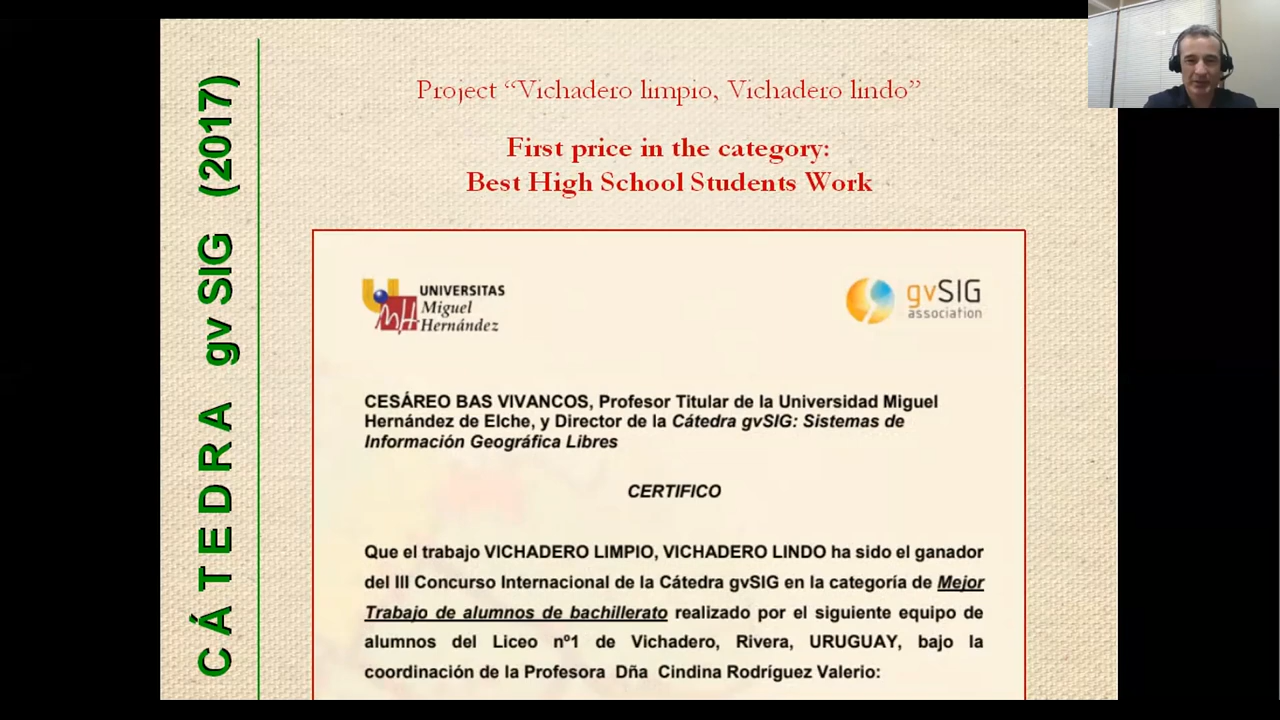 CÁTEDRA gvSIG (2017)
Project “Vichadero limpio, Vichadero lindo”
First price in the category:
Best High School Students Work
UNIVERSITAS
Miguel
Hernández
gvSIG
association
CESÁREO BAS VIVANCOS, Profesor Titular de la Universidad Miguel
Hernández de Elche, y Director de la Cátedra gvSIG: Sistemas de
Información Geográfica Libres
CERTIFICO
Que el trabajo VICHADERO LIMPIO, VICHADERO LINDO ha sido el ganador
del III Concurso Internacional de la Cátedra gvSIG en la categoría de Mejor
Trabajo de alumnos de bachillerato realizado por el siguiente equipo de
alumnos del Liceo nº1 de Vichadero, Rivera, URUGUAY, bajo la
coordinación de la Profesora Dña Cindina Rodríguez Valerio: